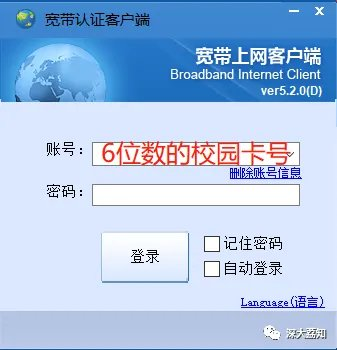 宽带认证客户端
宽带上网客户端
Broadband Internet Client
ver5.2.0(D)
账号：
6位数的校园卡号
删除账号信息
密码：
登录
记住密码
自动登录
Language(语言)
深大荔知